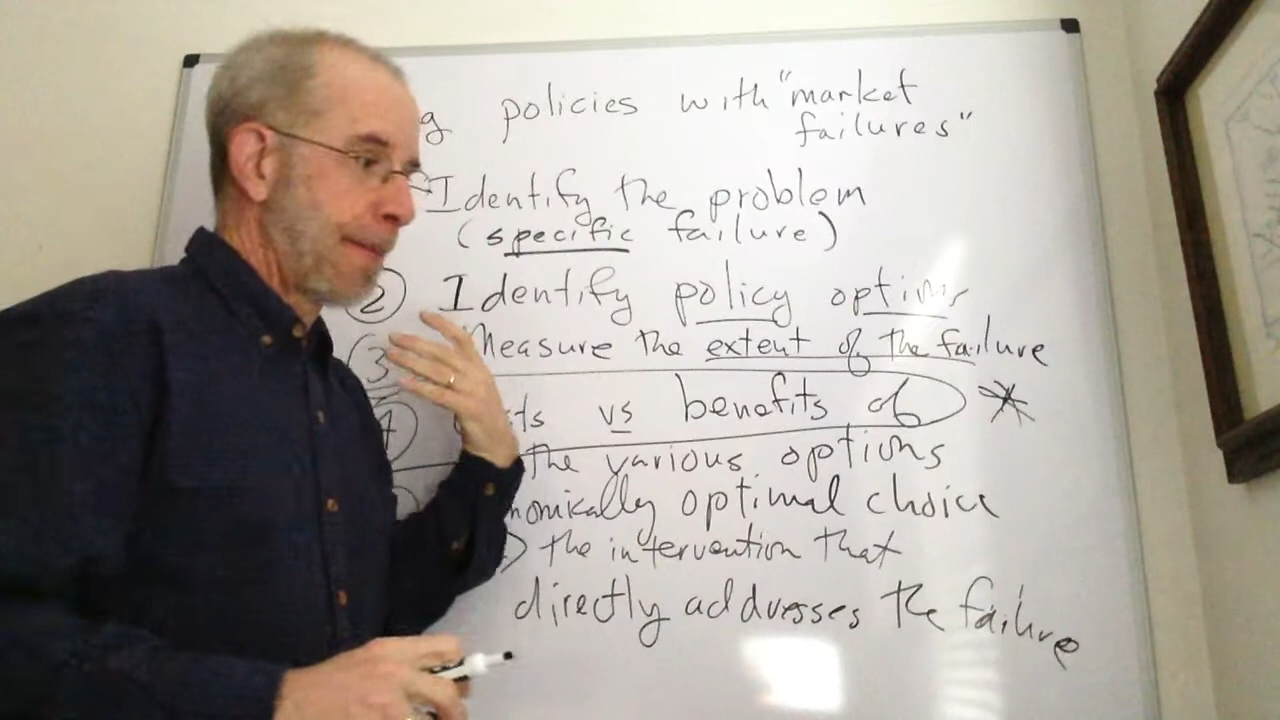 g policies with "market
failures"
Identify the problem
(specific failure)
2 Identify policy options
(3 Measure the extent of the failure
4 ts vs benefits of
the various options
nomically optimal choice
the intervention that
directly addresses the failure